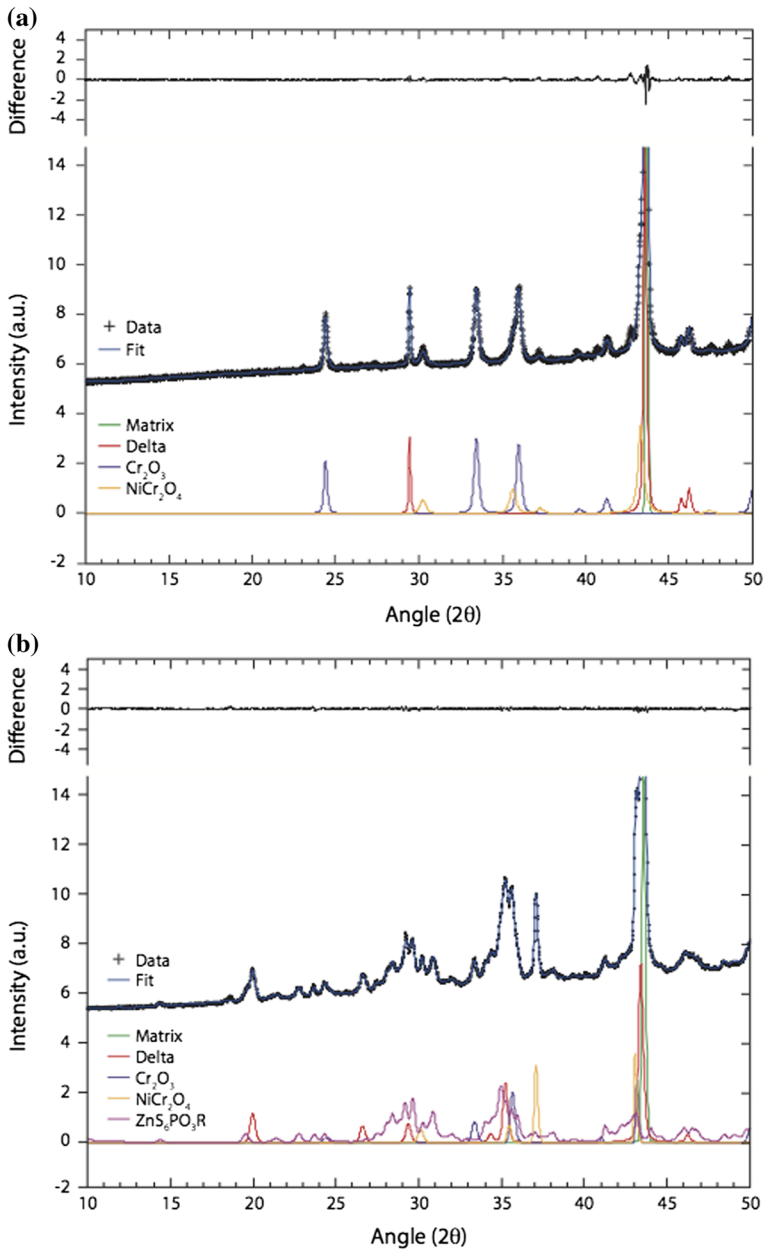 (a)
Difference
4
2
0
-2
-4
Intensity (a.u.)
14
12
10
8
6
4
2
0
-2
+ Data
Fit
Matrix
Delta
Cr₂O₃
NiCr₂O₄
10 15 20 25 30 35 40 45 50
Angle (2θ)
(b)
Difference
4
2
0
-2
-4
Intensity (a.u.)
14
12
10
8
6
4
2
0
-2
+ Data
Fit
Matrix
Delta
Cr₂O₃
NiCr₂O₄
ZnS₆PO₃R
10 15 20 25 30 35 40 45 50
Angle (2θ)